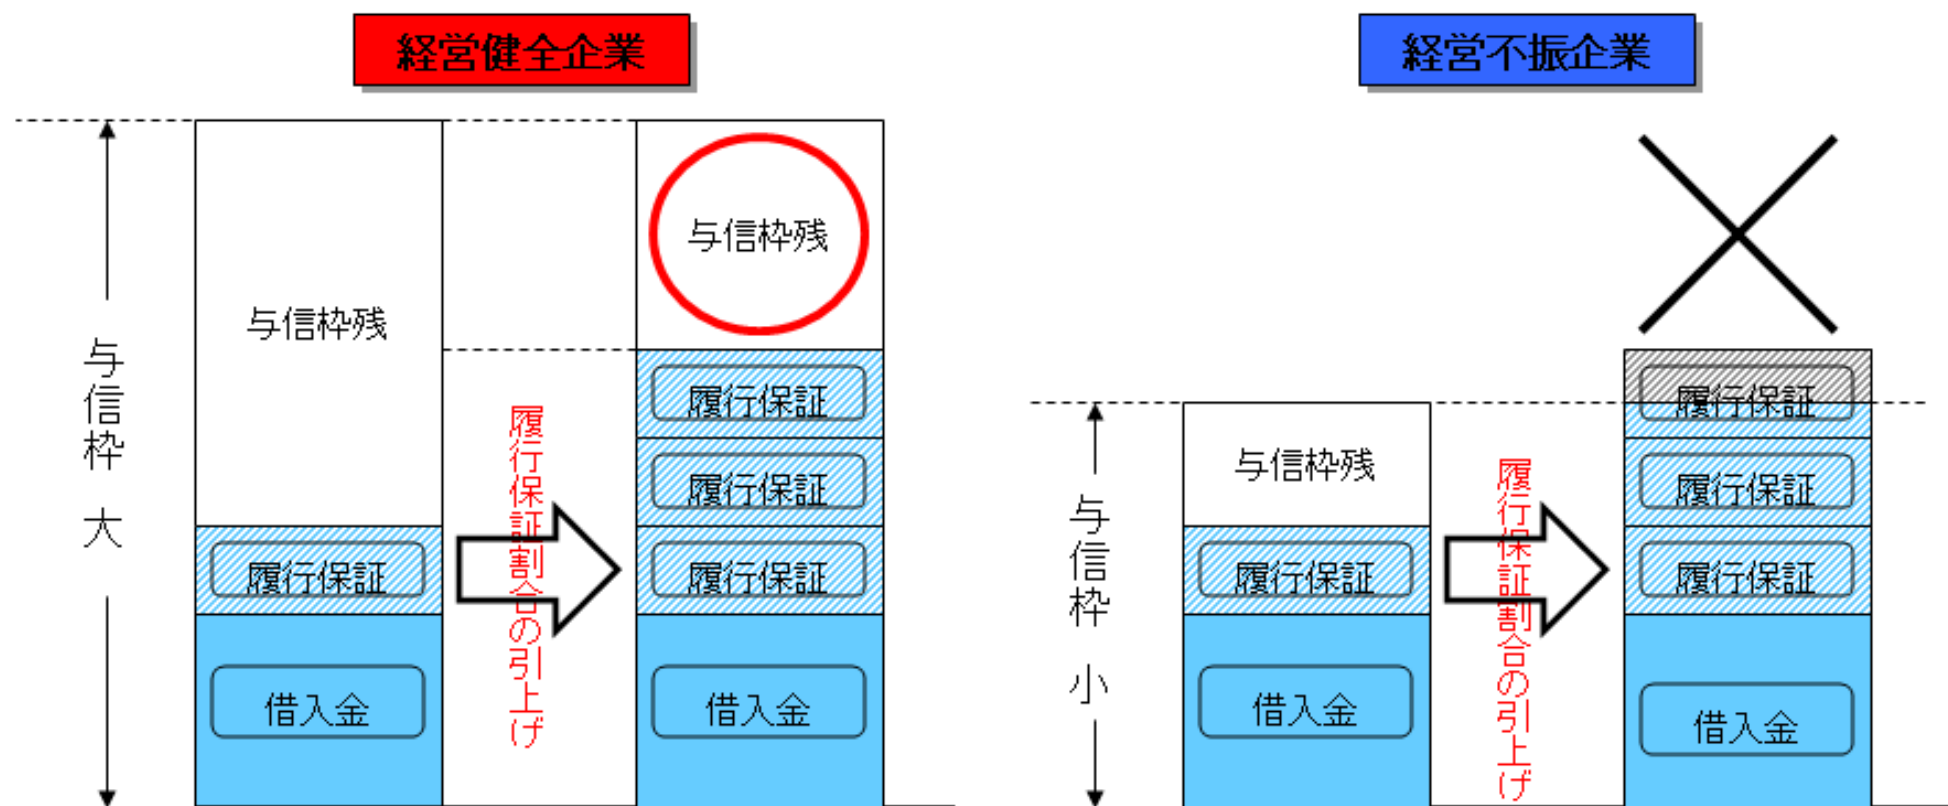 経営健全企業
与信枠 大
与信枠残
履行保証
借入金
履行保証割合の引上げ
与信枠残
履行保証
履行保証
履行保証
借入金
経営不振企業
与信枠 小
与信枠残
履行保証
借入金
履行保証割合の引上げ
履行保証
履行保証
履行保証
借入金